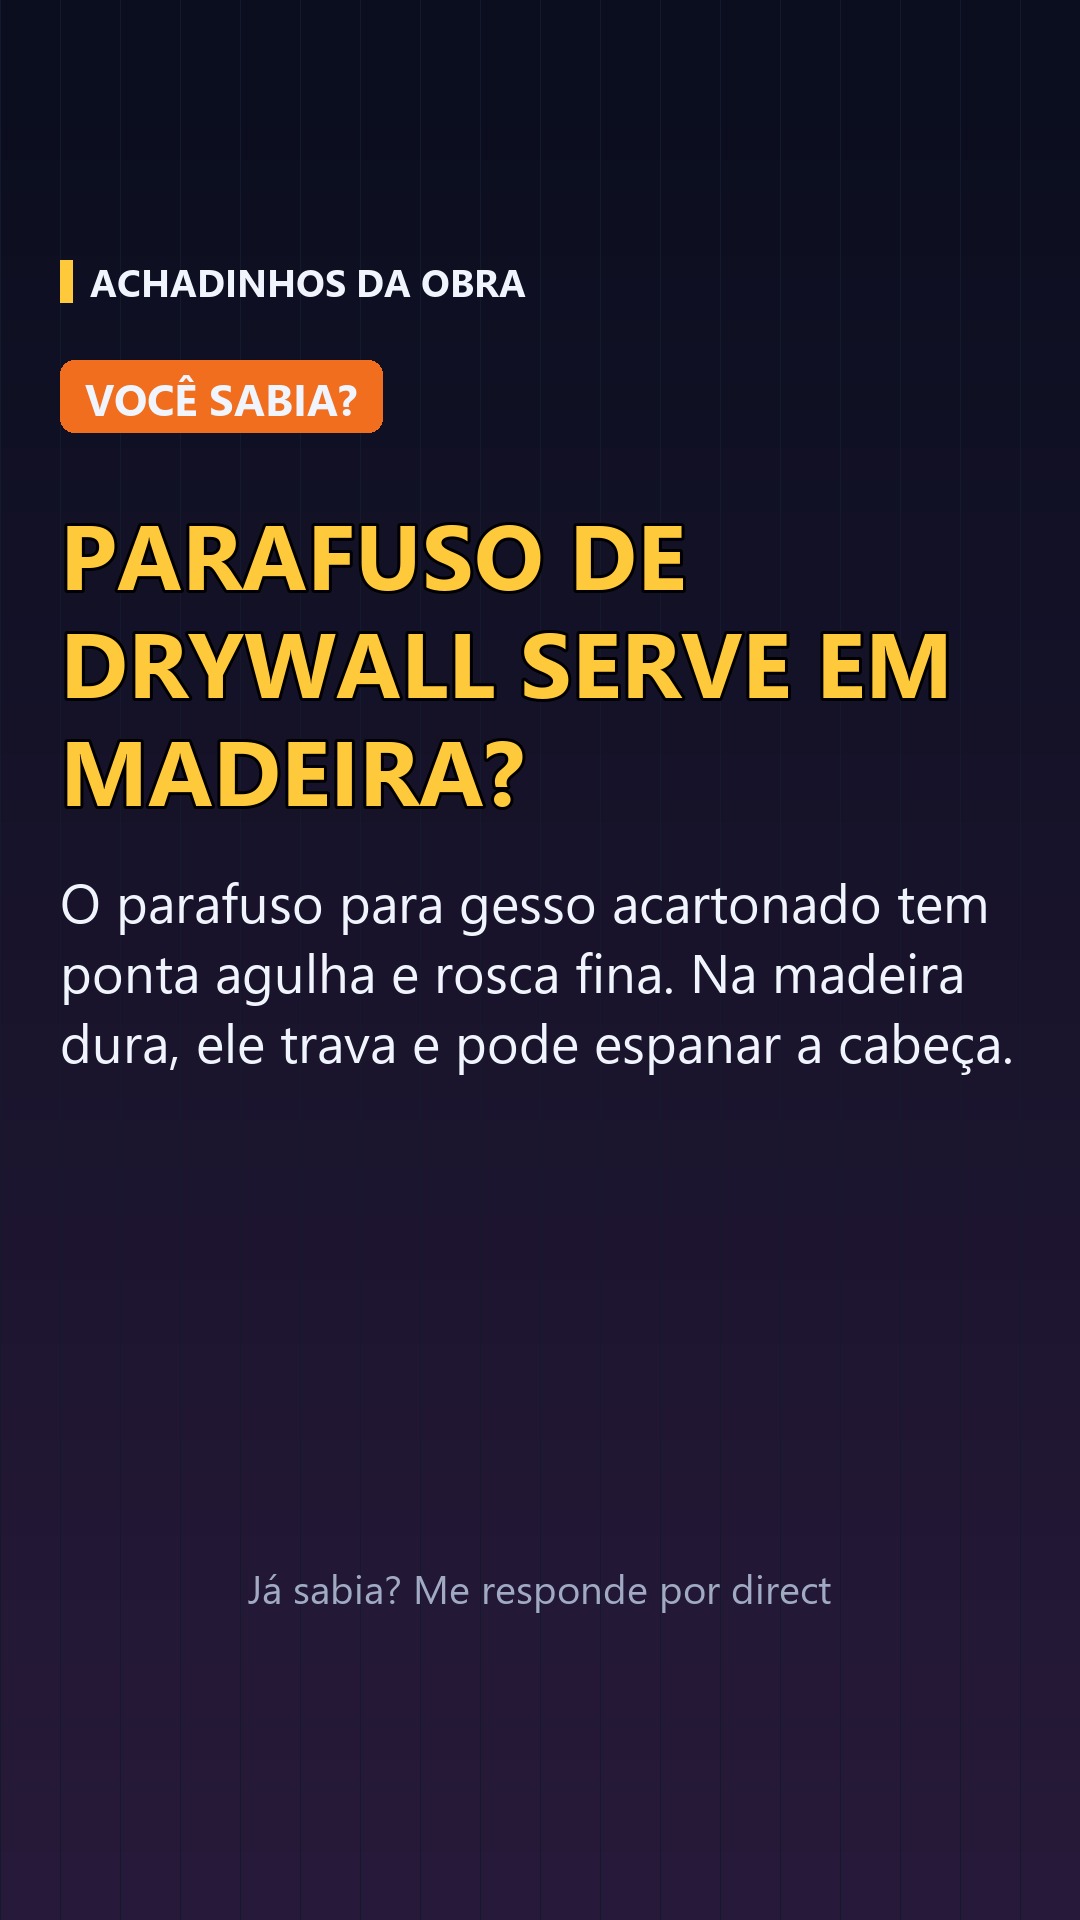 ACHADINHOS DA OBRA
VOCÊ SABIA?
PARAFUSO DE
DRYWALL SERVE EM
MADEIRA?
O parafuso para gesso acartonado tem
ponta agulha e rosca fina. Na madeira
dura, ele trava e pode espanar a cabeça.
Já sabia? Me responde por direct